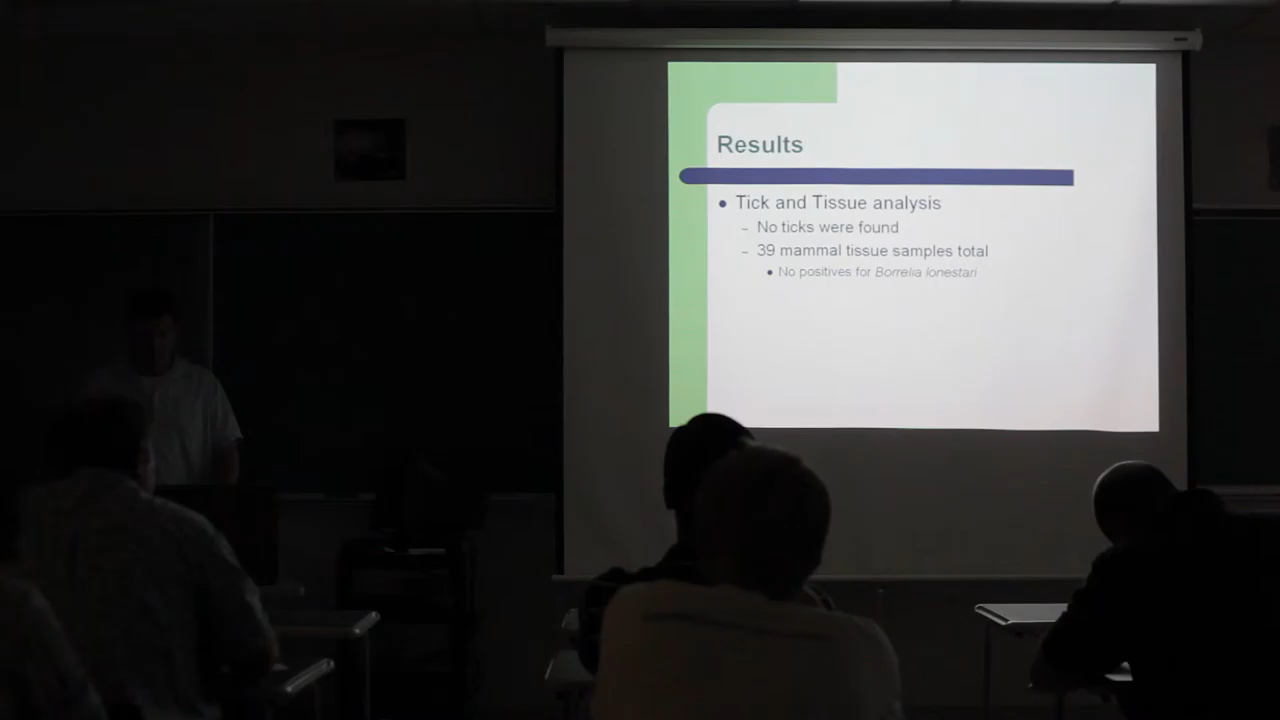 Results
Tick and Tissue analysis
No ticks were found
39 mammal tissue samples total
No positives for Borrelia lonestari